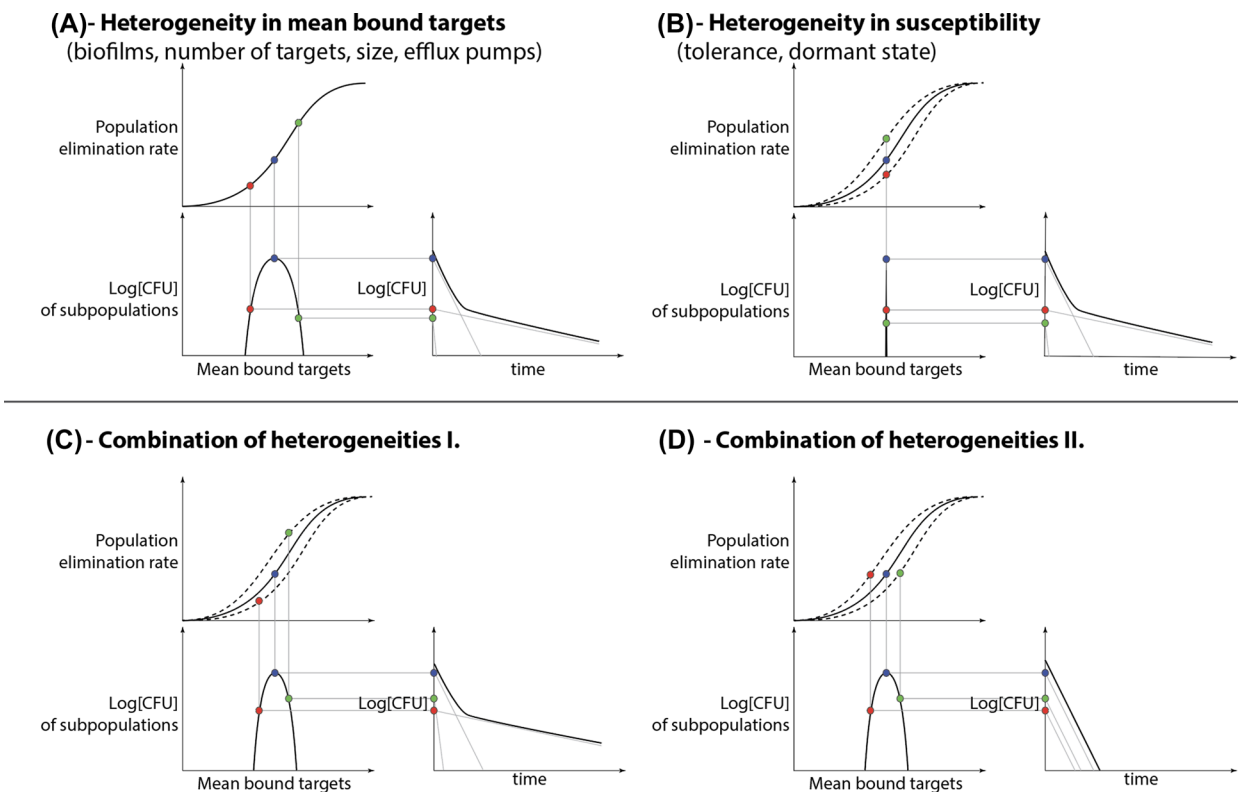 (A)- Heterogeneity in mean bound targets
(biofilms, number of targets, size, efflux pumps)
Population
elimination rate
Log[CFU]
of subpopulations
Log[CFU]
Mean bound targets
time
(B)- Heterogeneity in susceptibility
(tolerance, dormant state)
Population
elimination rate
Log[CFU]
of subpopulations
Log[CFU]
Mean bound targets
time
(C)- Combination of heterogeneities I.
Population
elimination rate
Log[CFU]
of subpopulations
Log[CFU]
Mean bound targets
time
(D) - Combination of heterogeneities II.
Population
elimination rate
Log[CFU]
of subpopulations
Log[CFU]
Mean bound targets
time